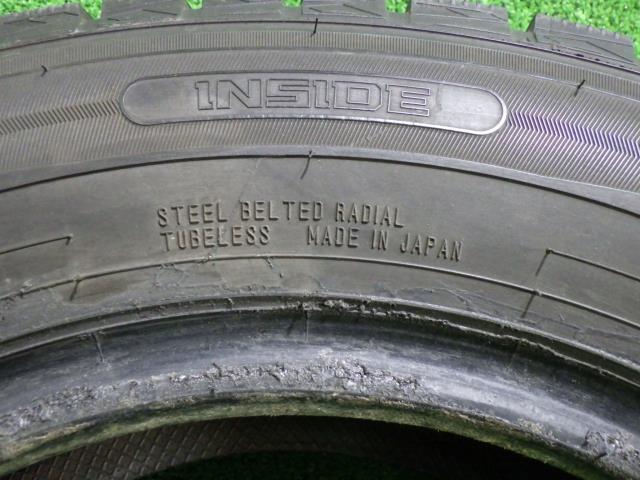 INSIDE
STEEL BELTED RADIAL
TUBELESS MADE IN JAPAN